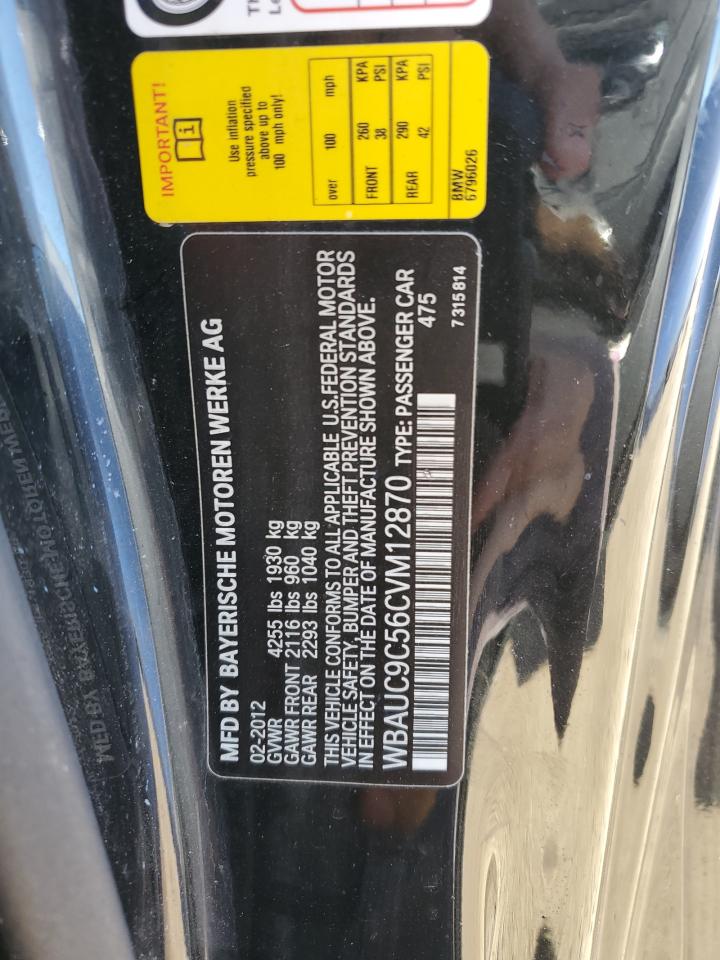 TI
Lo
IMPORTANT!
Use inflation
pressure specified
above up to
100 mph only!
over 100 mph
FRONT 260 KPA
38 PSI
REAR 290 KPA
42 PSI
BMW
6796026
MFD BY BAYERISCHE MOTOREN WERKE AG
02-2012
GVWR 4255 lbs 1930 kg
GAWR FRONT 2116 lbs 960 kg
GAWR REAR 2293 lbs 1040 kg
THIS VEHICLE CONFORMS TO ALL APPLICABLE U.S.FEDERAL MOTOR
VEHICLE SAFETY, BUMPER AND THEFT PREVENTION STANDARDS
IN EFFECT ON THE DATE OF MANUFACTURE SHOWN ABOVE.
WBAUC9C56CVM12870 TYPE: PASSENGER CAR
475
7315814